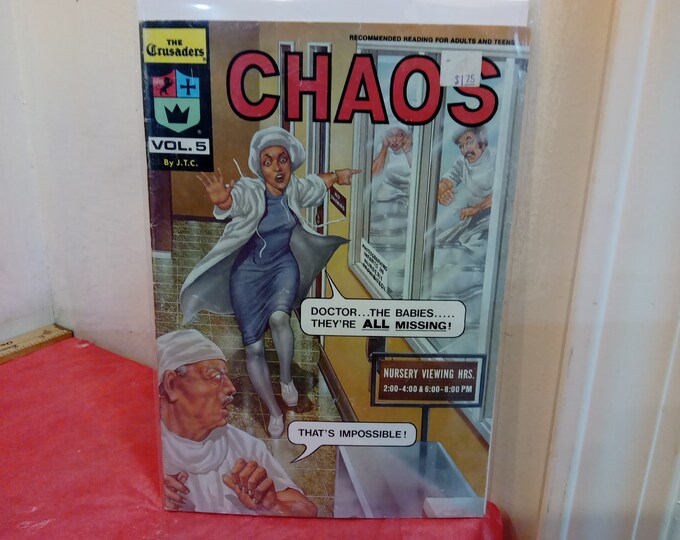 THE
Crusaders
RECOMMENDED READING FOR ADULTS AND TEENS
CHAOS
$1.25
VOL. 5
By J.T.C.
DOCTOR...THE BABIES.....
THEY'RE ALL MISSING!
NURSERY VIEWING HRS.
2:00-4:00 & 6:00-8:00 PM
THAT'S IMPOSSIBLE!